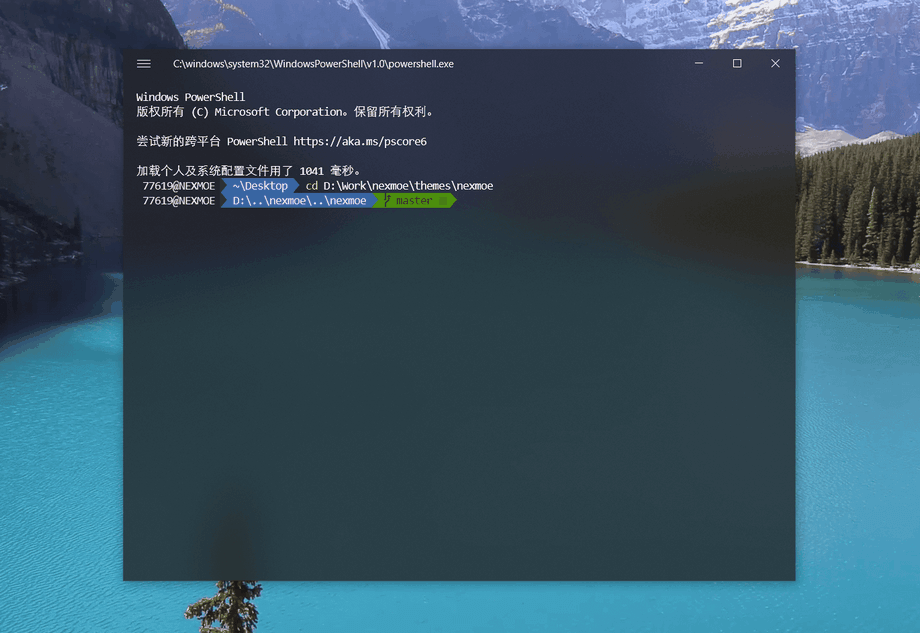 C:\windows\system32\WindowsPowerShell\v1.0\powershell.exe
Windows PowerShell
版权所有 (C) Microsoft Corporation。保留所有权利。
尝试新的跨平台 PowerShell https://aka.ms/pscore6
加载个人及系统配置文件用了 1041 毫秒。
77619@NEXMOE ~\Desktop cd D:\Work\nexmoe\themes\nexmoe
77619@NEXMOE D:\..\nexmoe\..\nexmoe master